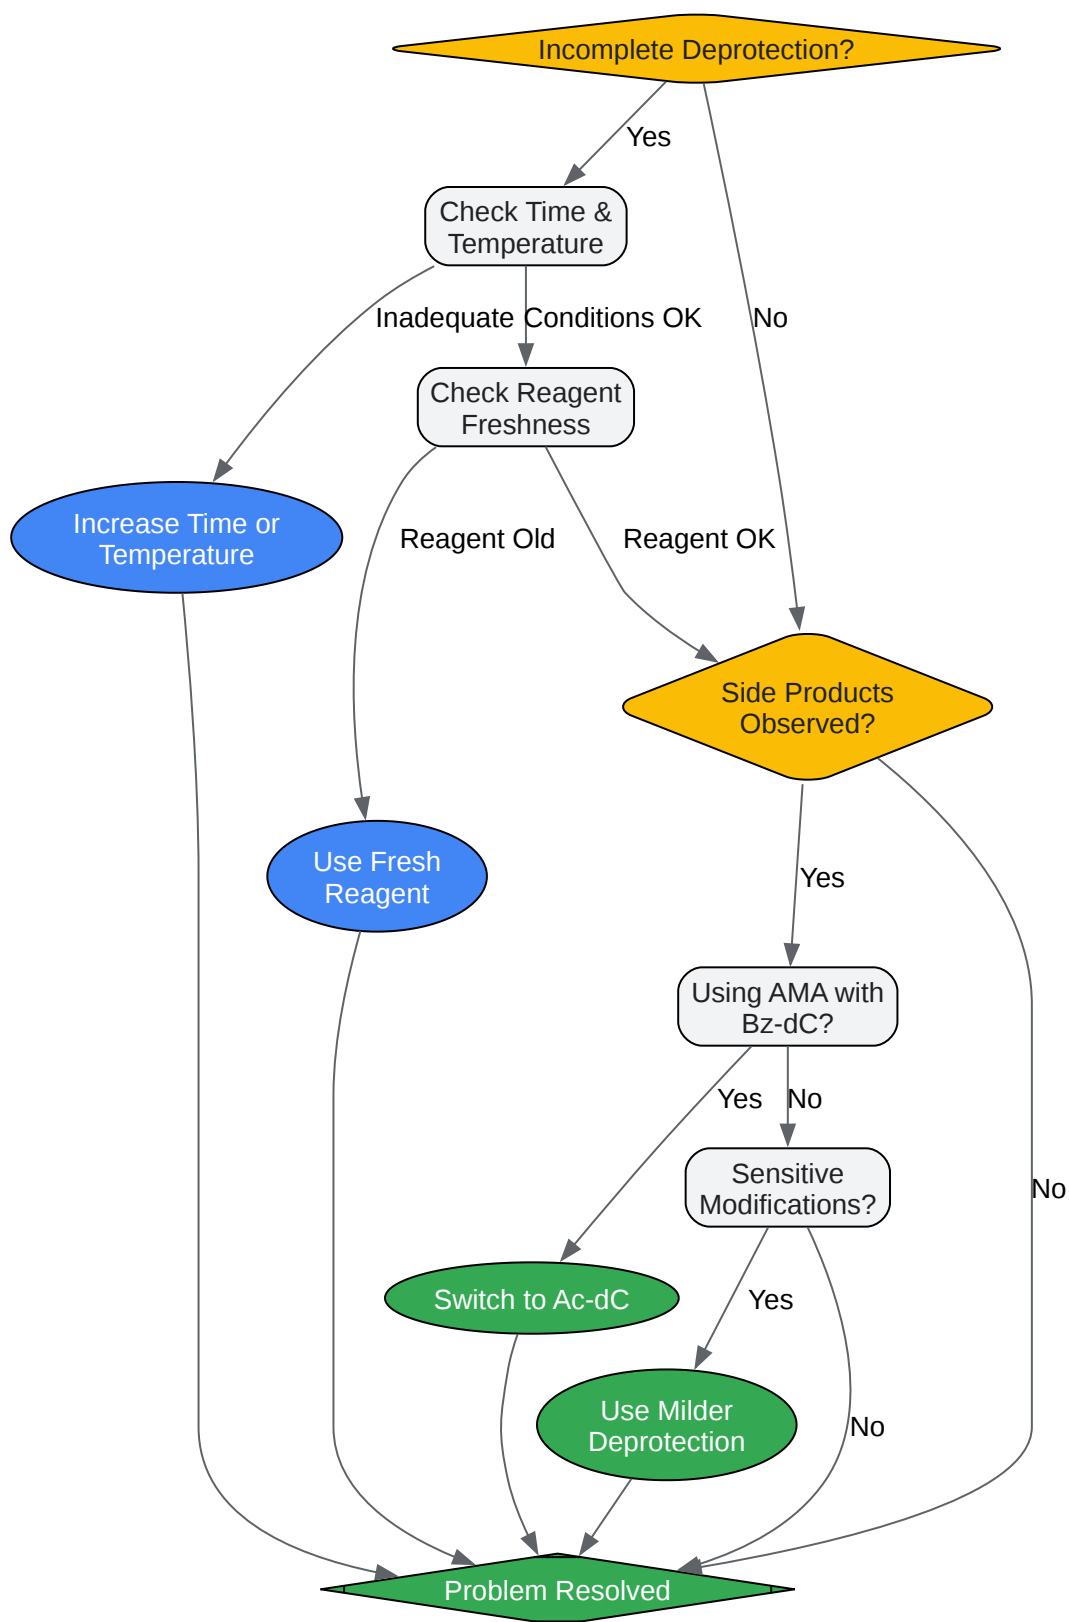 Incomplete Deprotection?
Yes
Check Time &
Temperature
Inadequate
Conditions OK
No
Check Reagent
Freshness
Increase Time or
Temperature
Reagent Old
Reagent OK
Side Products
Observed?
Use Fresh
Reagent
Yes
Using AMA with
Bz-dC?
Yes
No
Sensitive
Modifications?
No
Switch to Ac-dC
Yes
Use Milder
Deprotection
No
Problem Resolved